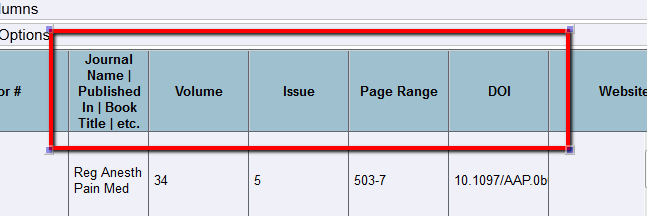 lumns
Options
or #
Journal
Name |
Published
In | Book
Title | etc.
Volume
Issue
Page Range
DOI
Website
Reg Anesth
Pain Med
34
5
503-7
10.1097/AAP.0b